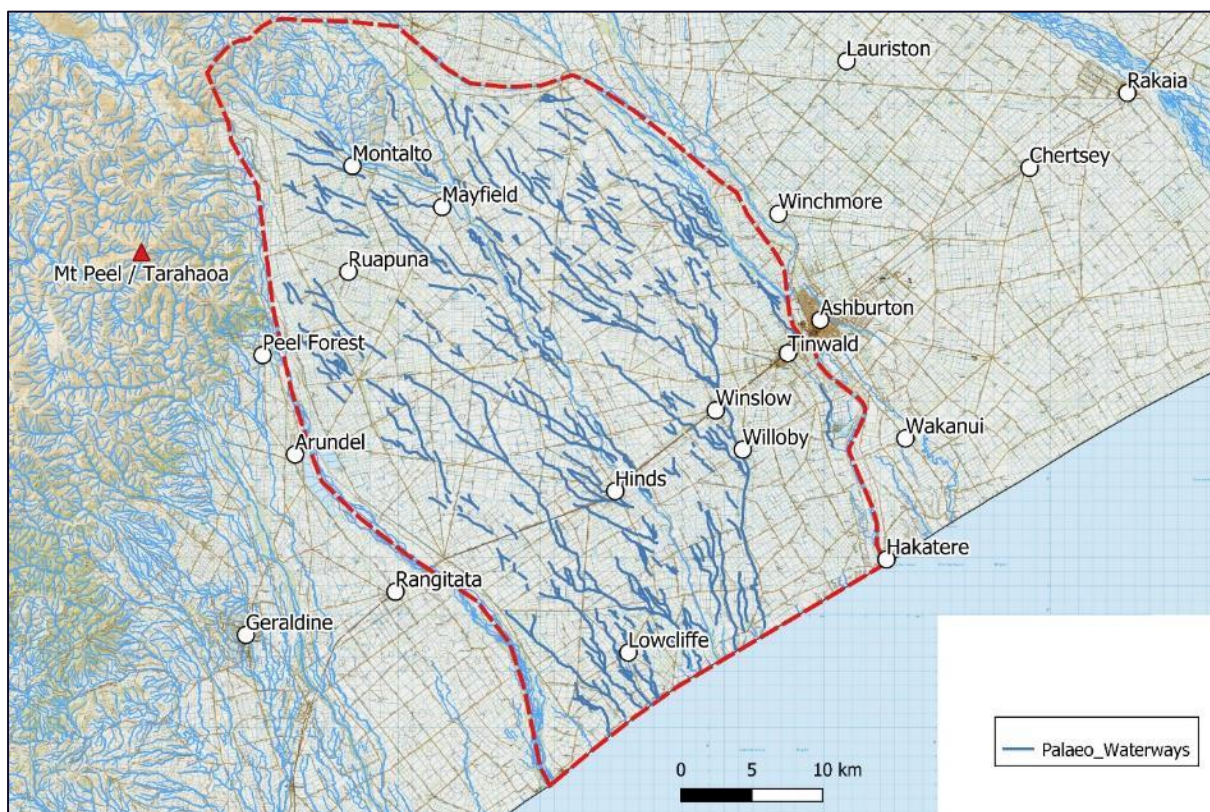 Lauriston
Rakaia
Montalto
Chertsey
Mayfield
Winchmore
Mt Peel / Tarahaoa
Ruapuna
Ashburton
Peel Forest
Tinwald
Winslow
Wakanui
Willoby
Arundel
Hinds
Hakatere
Rangitata
Geraldine
Lowcliffe
Palaeo_Waterways
0 5 10 km